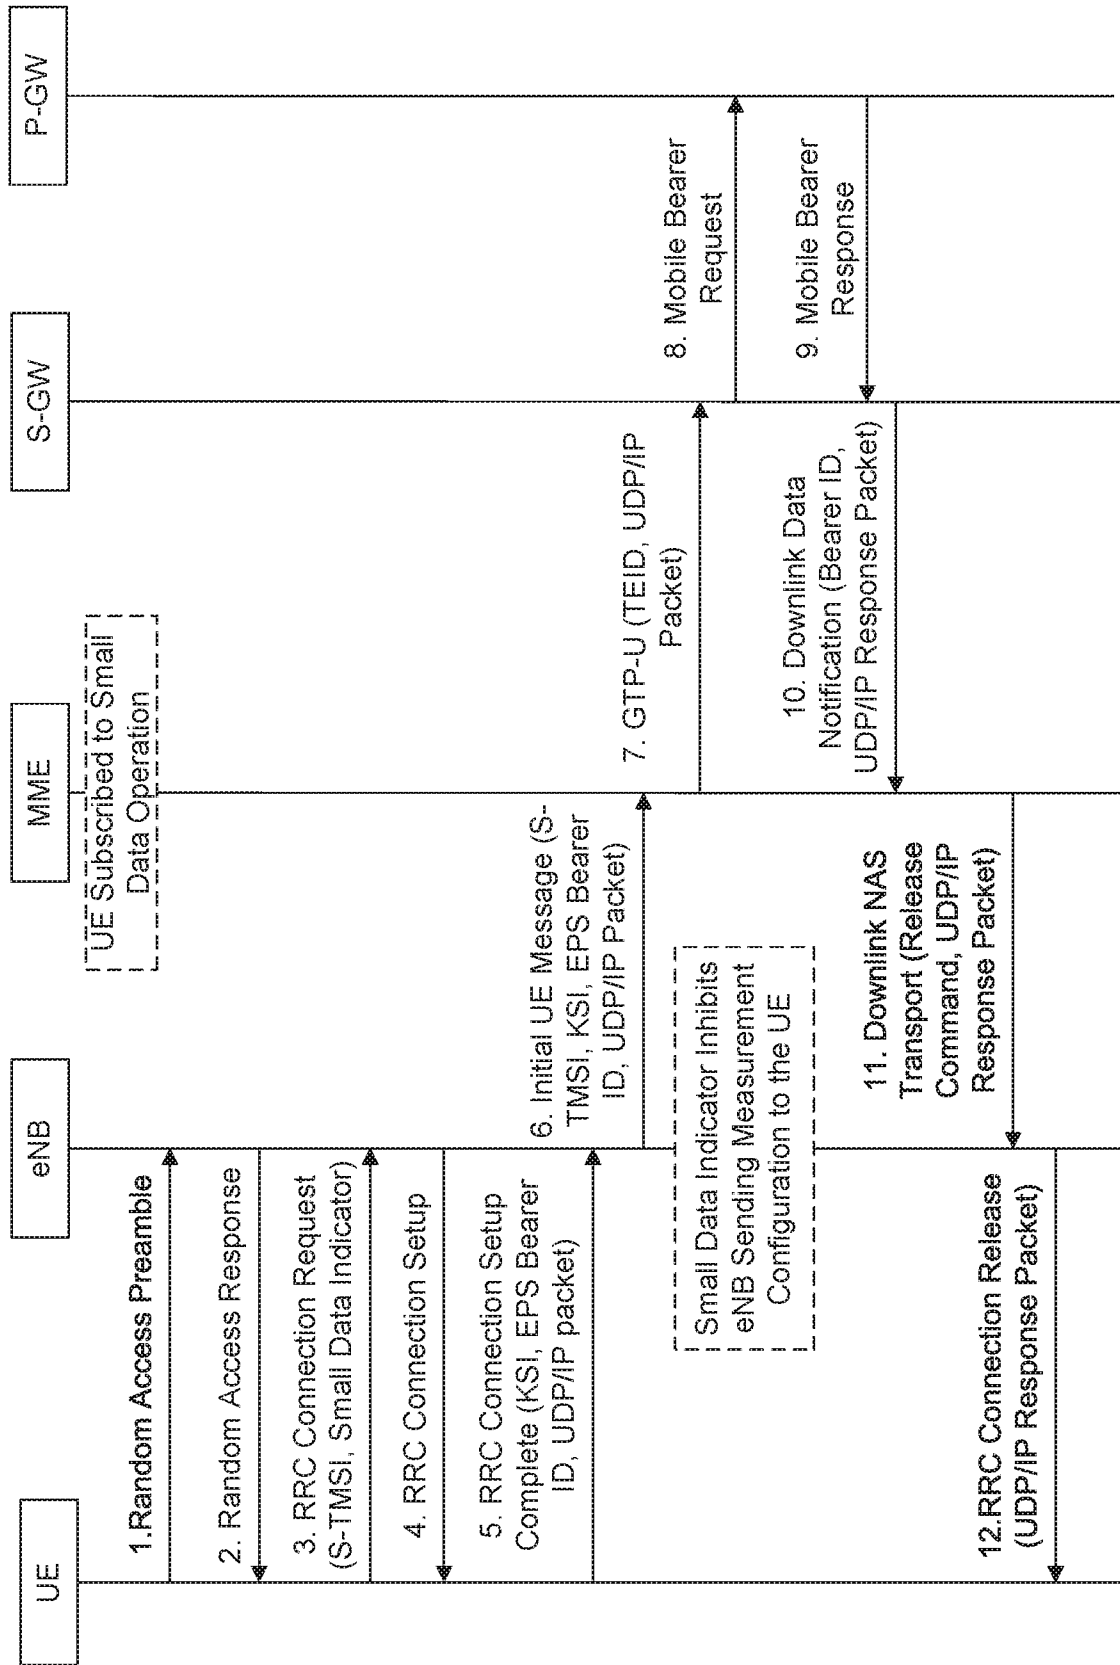 UE
eNB
MME
S-GW
P-GW
UE Subscribed to Small
Data Operation
1.Random Access Preamble
2. Random Access Response
3. RRC Connection Request
(S-TMSI, Small Data Indicator)
4. RRC Connection Setup
5. RRC Connection Setup
Complete (KSI, EPS Bearer
ID, UDP/IP packet)
6. Initial UE Message (S-
TMSI, KSI, EPS Bearer
ID, UDP/IP Packet)
Small Data Indicator Inhibits
eNB Sending Measurement
Configuration to the UE
7. GTP-U (TEID, UDP/IP
Packet)
8. Mobile Bearer
Request
9. Mobile Bearer
Response
10. Downlink Data
Notification (Bearer ID,
UDP/IP Response Packet)
11. Downlink NAS
Transport (Release
Command, UDP/IP
Response Packet)
12.RRC Connection Release
(UDP/IP Response Packet)